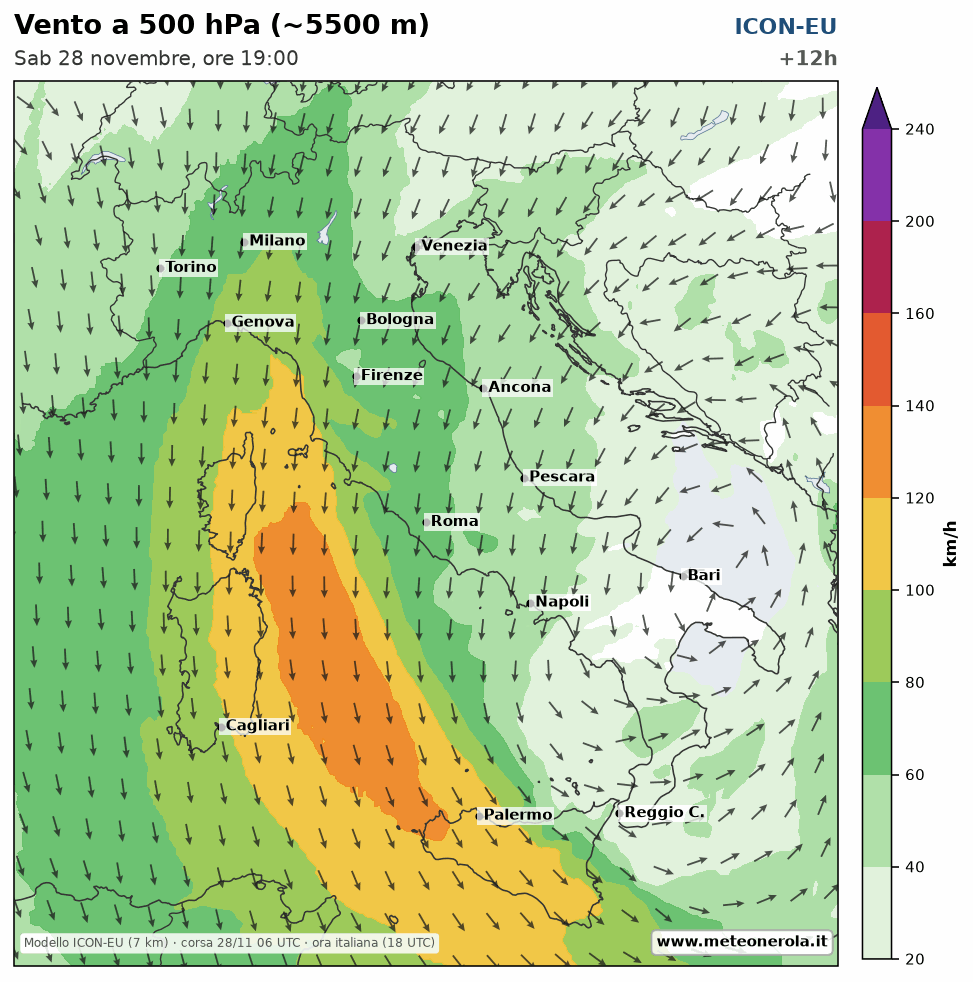 Vento a 500 hPa (~5500 m)
ICON-EU
Sab 28 novembre, ore 19:00
+12h
Milano
Venezia
Torino
Genova
Bologna
Firenze
Ancona
Pescara
Roma
Bari
Napoli
Cagliari
Palermo
Reggio C.
240
220
200
160
140
120
100
80
60
40
20
km/h
Modello ICON-EU (7 km) · corsa 28/11 06 UTC · ora italiana (18 UTC)
www.meteonerola.it